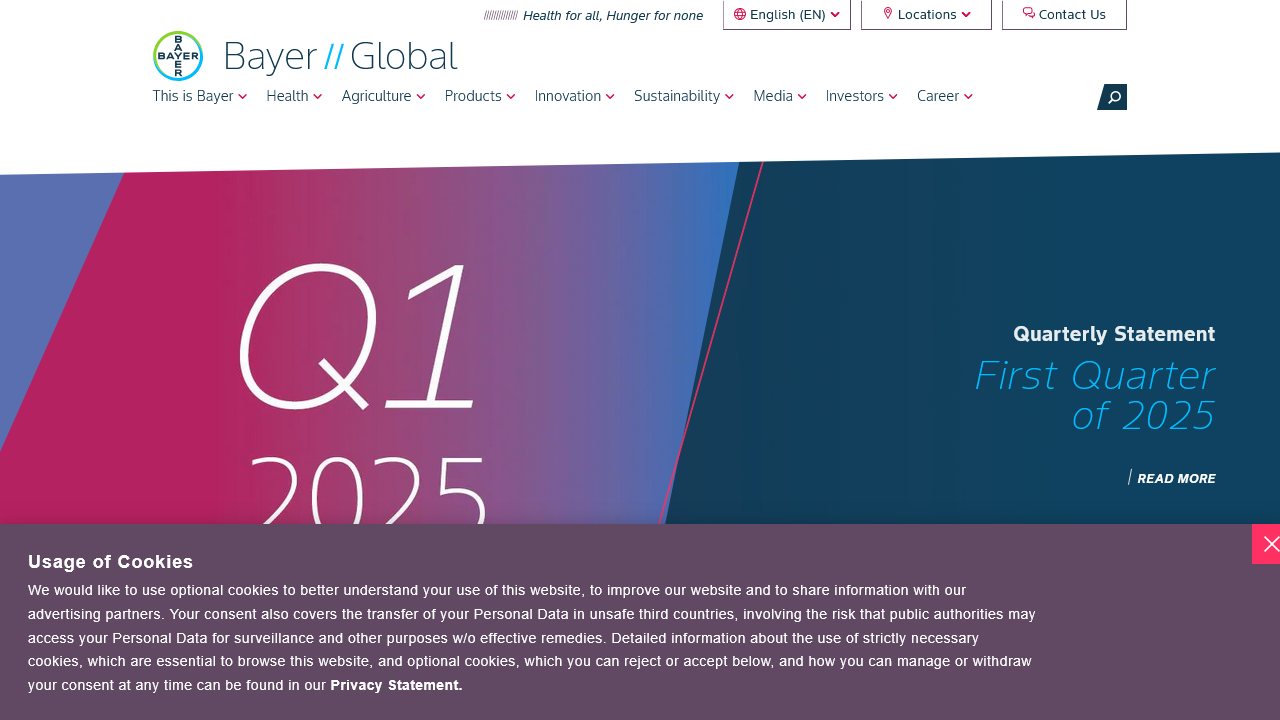 Health for all, Hunger for none
English (EN)
Locations
Contact Us
BAYER
BAYER
Bayer // Global
This is Bayer
Health
Agriculture
Products
Innovation
Sustainability
Media
Investors
Career
Q1
2025
Quarterly Statement
First Quarter
of 2025
READ MORE
Usage of Cookies
We would like to use optional cookies to better understand your use of this website, to improve our website and to share information with our
advertising partners. Your consent also covers the transfer of your Personal Data in unsafe third countries, involving the risk that public authorities may
access your Personal Data for surveillance and other purposes w/o effective remedies. Detailed information about the use of strictly necessary
cookies, which are essential to browse this website, and optional cookies, which you can reject or accept below, and how you can manage or withdraw
your consent at any time can be found in our Privacy Statement.